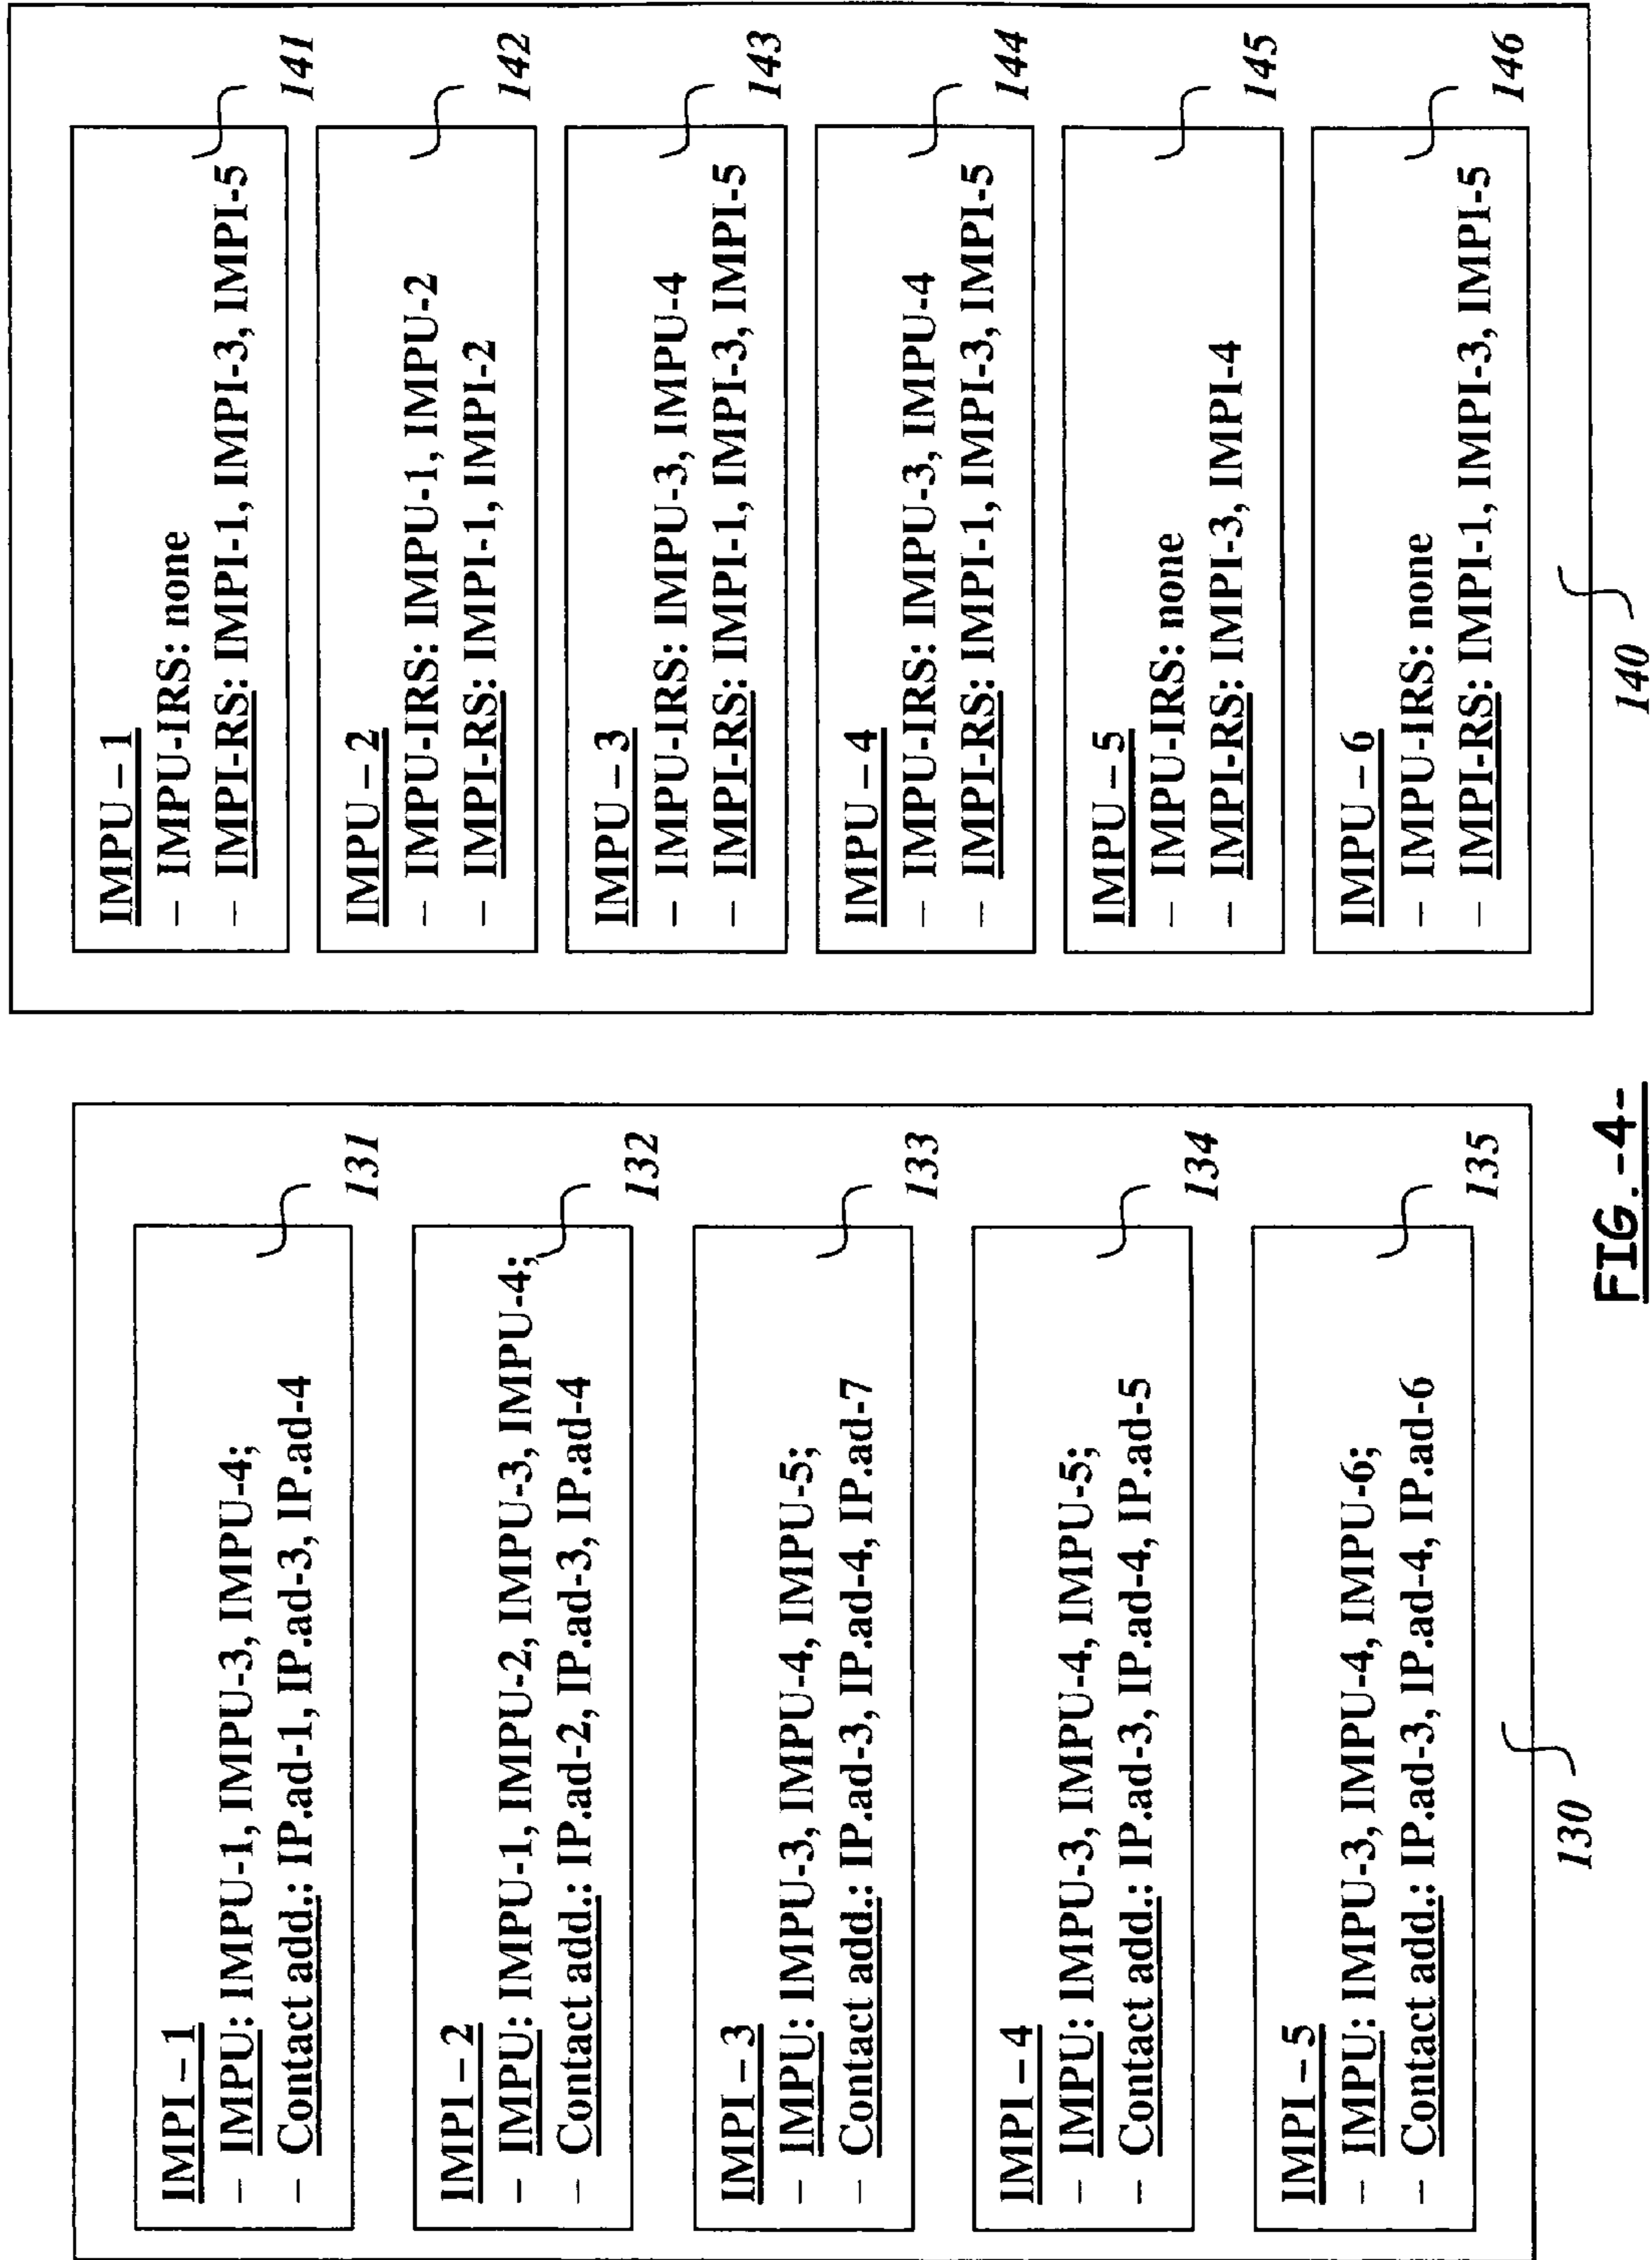 IMPI – 1
– IMPU: IMPU-1, IMPU-3, IMPU-4;
– Contact add.: IP.ad-1, IP.ad-3, IP.ad-4
131
IMPI – 2
– IMPU: IMPU-1, IMPU-2, IMPU-3, IMPU-4;
– Contact add.: IP.ad-2, IP.ad-3, IP.ad-4
132
IMPI – 3
– IMPU: IMPU-3, IMPU-4, IMPU-5;
– Contact add.: IP.ad-3, IP.ad-4, IP.ad-7
133
IMPI – 4
– IMPU: IMPU-3, IMPU-4, IMPU-5;
– Contact add.: IP.ad-3, IP.ad-4, IP.ad-5
134
IMPI – 5
– IMPU: IMPU-3, IMPU-4, IMPU-6;
– Contact add.: IP.ad-3, IP.ad-4, IP.ad-6
135
130
IMPU – 1
– IMPU-IRS: none
– IMPI-RS: IMPI-1, IMPI-3, IMPI-5
141
IMPU – 2
– IMPU-IRS: IMPU-1, IMPU-2
– IMPI-RS: IMPI-1, IMPI-2
142
IMPU – 3
– IMPU-IRS: IMPU-3, IMPU-4
– IMPI-RS: IMPI-1, IMPI-3, IMPI-5
143
IMPU – 4
– IMPU-IRS: IMPU-3, IMPU-4
– IMPI-RS: IMPI-1, IMPI-3, IMPI-5
144
IMPU – 5
– IMPU-IRS: none
– IMPI-RS: IMPI-3, IMPI-4
145
IMPU – 6
– IMPU-IRS: none
– IMPI-RS: IMPI-1, IMPI-3, IMPI-5
146
140
FIG. -4-